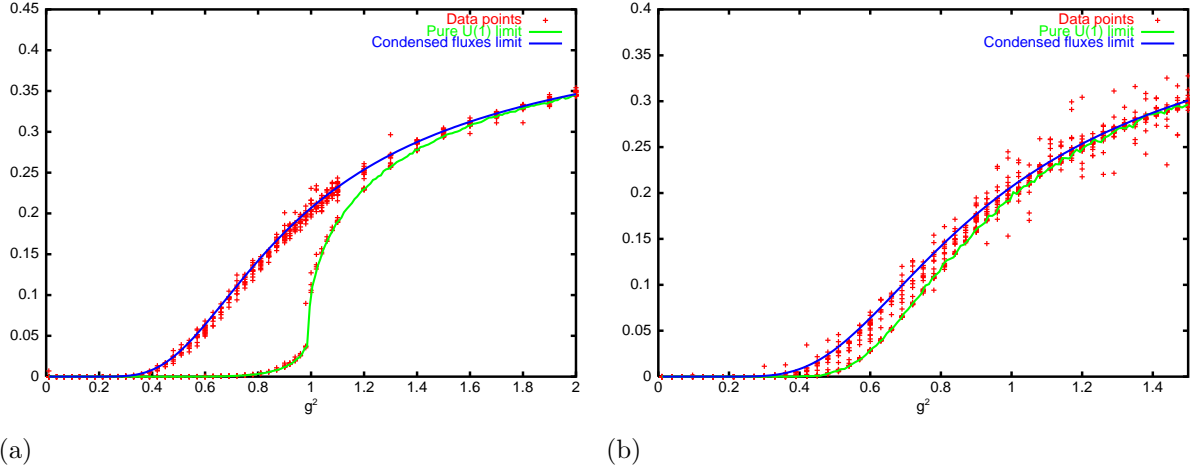 0.45
0.4
0.35
0.3
0.25
0.2
0.15
0.1
0.05
0
0 0.2 0.4 0.6 0.8 1 1.2 1.4 1.6 1.8 2
g²
Data points
Pure U(1) limit
Condensed fluxes limit
(a)
0.4
0.35
0.3
0.25
0.2
0.15
0.1
0.05
0
0 0.2 0.4 0.6 0.8 1 1.2 1.4
g²
Data points
Pure U(1) limit
Condensed fluxes limit
(b)